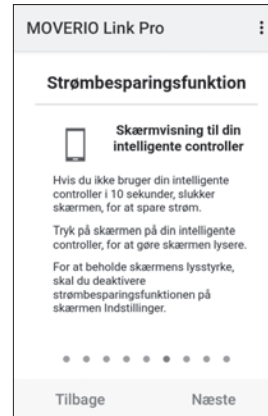 MOVERIO Link Pro
Strømbesparingsfunktion
Skærmvisning til din
intelligente controller
Hvis du ikke bruger din intelligente
controller i 10 sekunder, slukker
skærmen, for at spare strøm.
Tryk på skærmen på din intelligente
controller, for at gøre skærmen lysere.
For at beholde skærmens lysstyrke,
skal du deaktivere
strømbesparingsfunktionen på
skærmen Indstillinger.
Tilbage
Næste